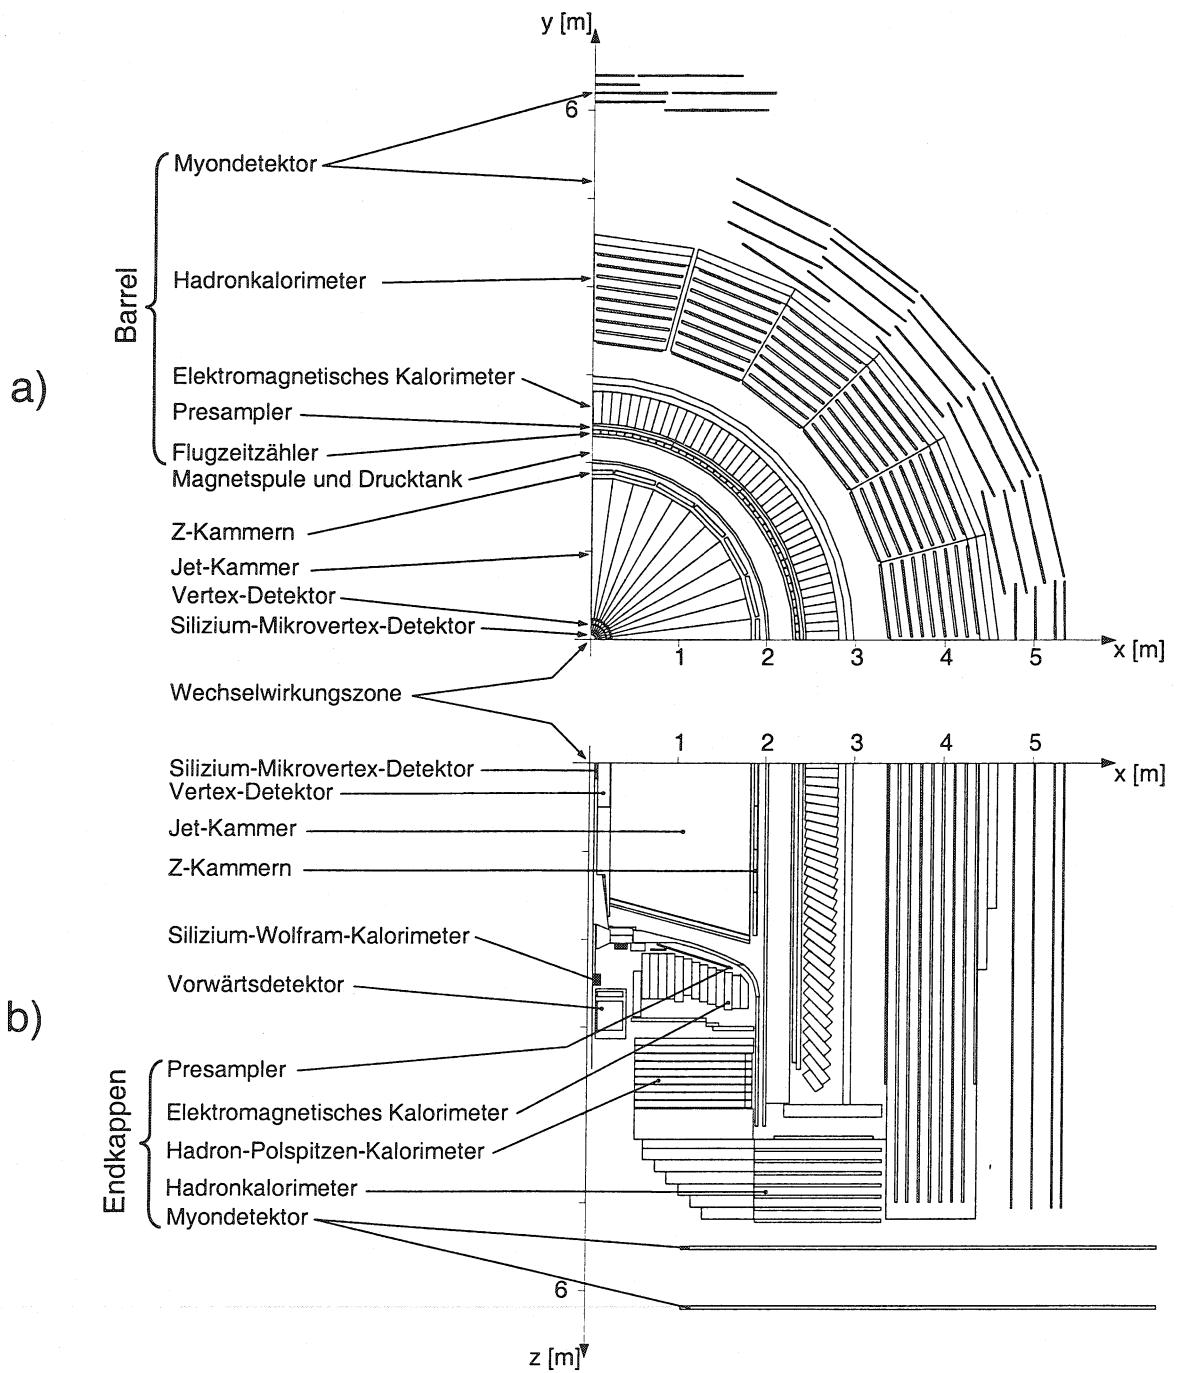 y [m]
6
Myondetektor
Hadronkalorimeter
Barrel
a)
Elektromagnetisches Kalorimeter
Presampler
Flugzeitzähler
Magnetspule und Drucktank
Z-Kammern
Jet-Kammer
Vertex-Detektor
Silizium-Mikrovertex-Detektor
1 2 3 4 5 x [m]
Wechselwirkungszone
1 2 3 4 5
x [m]
Silizium-Mikrovertex-Detektor
Vertex-Detektor
Jet-Kammer
Z-Kammern
Silizium-Wolfram-Kalorimeter
Vorwärtsdetektor
b)
Endkappen
Presampler
Elektromagnetisches Kalorimeter
Hadron-Polspitzen-Kalorimeter
Hadronkalorimeter
Myondetektor
6
z [m]